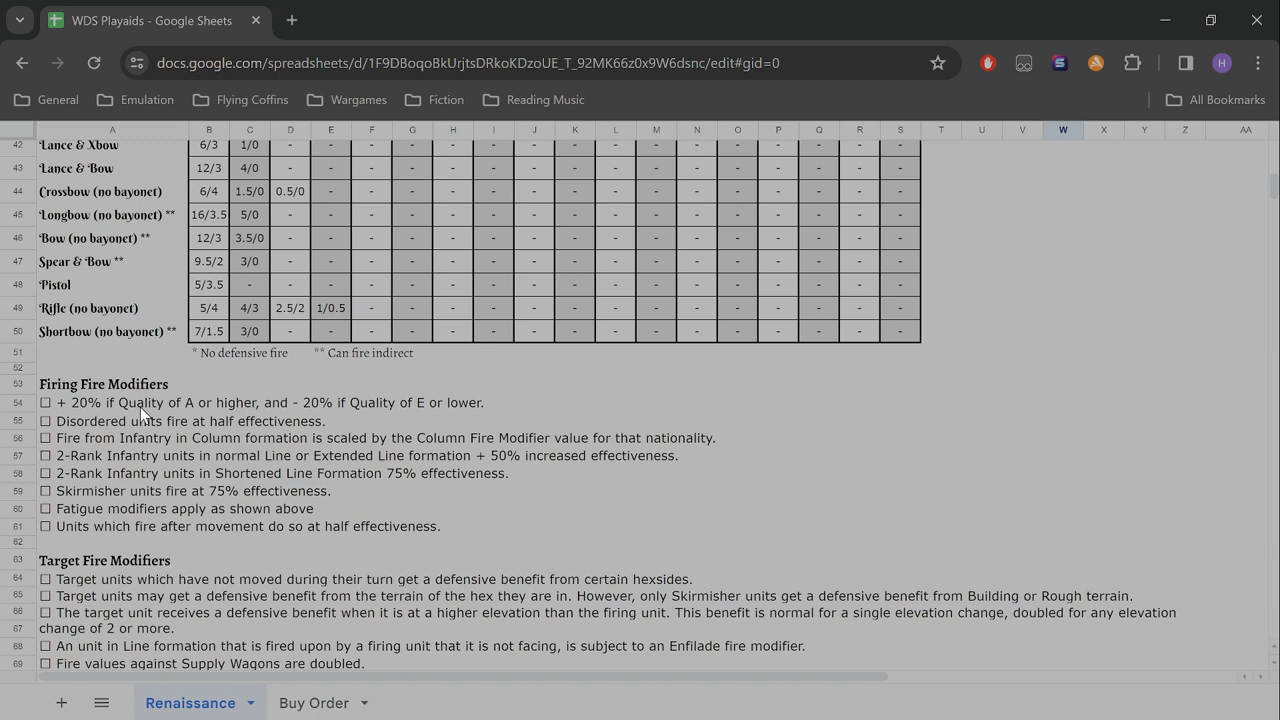 WDS Playaids - Google Sheets
docs.google.com/spreadsheets/d/1F9DBoqoBkUrjtsDRkoKDzoUE_T_92MK66z0x9W6dsnc/edit#gid=0
H
General Emulation Flying Coffins Wargames Fiction Reading Music All Bookmarks
A B C D E F G H I J K L M N O P Q R S T U V W X Y Z AA
42 Lance & Xbow 6/3 1/0 - - - - - - - - - - - - - - - -
43 Lance & Bow 12/3 4/0 - - - - - - - - - - - - - - - -
44 Crossbow (no bayonet) 6/4 1.5/0 0.5/0 - - - - - - - - - - - - - - -
45 Longbow (no bayonet) ** 16/3.5 5/0 - - - - - - - - - - - - - - - -
46 Bow (no bayonet) ** 12/3 3.5/0 - - - - - - - - - - - - - - - -
47 Spear & Bow ** 9.5/2 3/0 - - - - - - - - - - - - - - - -
48 Pistol 5/3.5 - - - - - - - - - - - - - - - - -
49 Rifle (no bayonet) 5/4 4/3 2.5/2 1/0.5 - - - - - - - - - - - - - -
50 Shortbow (no bayonet) ** 7/1.5 3/0 - - - - - - - - - - - - - - - -
51 * No defensive fire ** Can fire indirect
52
53 Firing Fire Modifiers
54 ☐ + 20% if Quality of A or higher, and - 20% if Quality of E or lower.
55 ☐ Disordered units fire at half effectiveness.
56 ☐ Fire from Infantry in Column formation is scaled by the Column Fire Modifier value for that nationality.
57 ☐ 2-Rank Infantry units in normal Line or Extended Line formation + 50% increased effectiveness.
58 ☐ 2-Rank Infantry units in Shortened Line Formation 75% effectiveness.
59 ☐ Skirmisher units fire at 75% effectiveness.
60 ☐ Fatigue modifiers apply as shown above
61 ☐ Units which fire after movement do so at half effectiveness.
62
63 Target Fire Modifiers
64 ☐ Target units which have not moved during their turn get a defensive benefit from certain hexsides.
65 ☐ Target units may get a defensive benefit from the terrain of the hex they are in. However, only Skirmisher units get a defensive benefit from Building or Rough terrain.
66 ☐ The target unit receives a defensive benefit when it is at a higher elevation than the firing unit. This benefit is normal for a single elevation change, doubled for any elevation
67 change of 2 or more.
68 ☐ An unit in Line formation that is fired upon by a firing unit that it is not facing, is subject to an Enfilade fire modifier.
69 ☐ Fire values against Supply Wagons are doubled.
Renaissance Buy Order